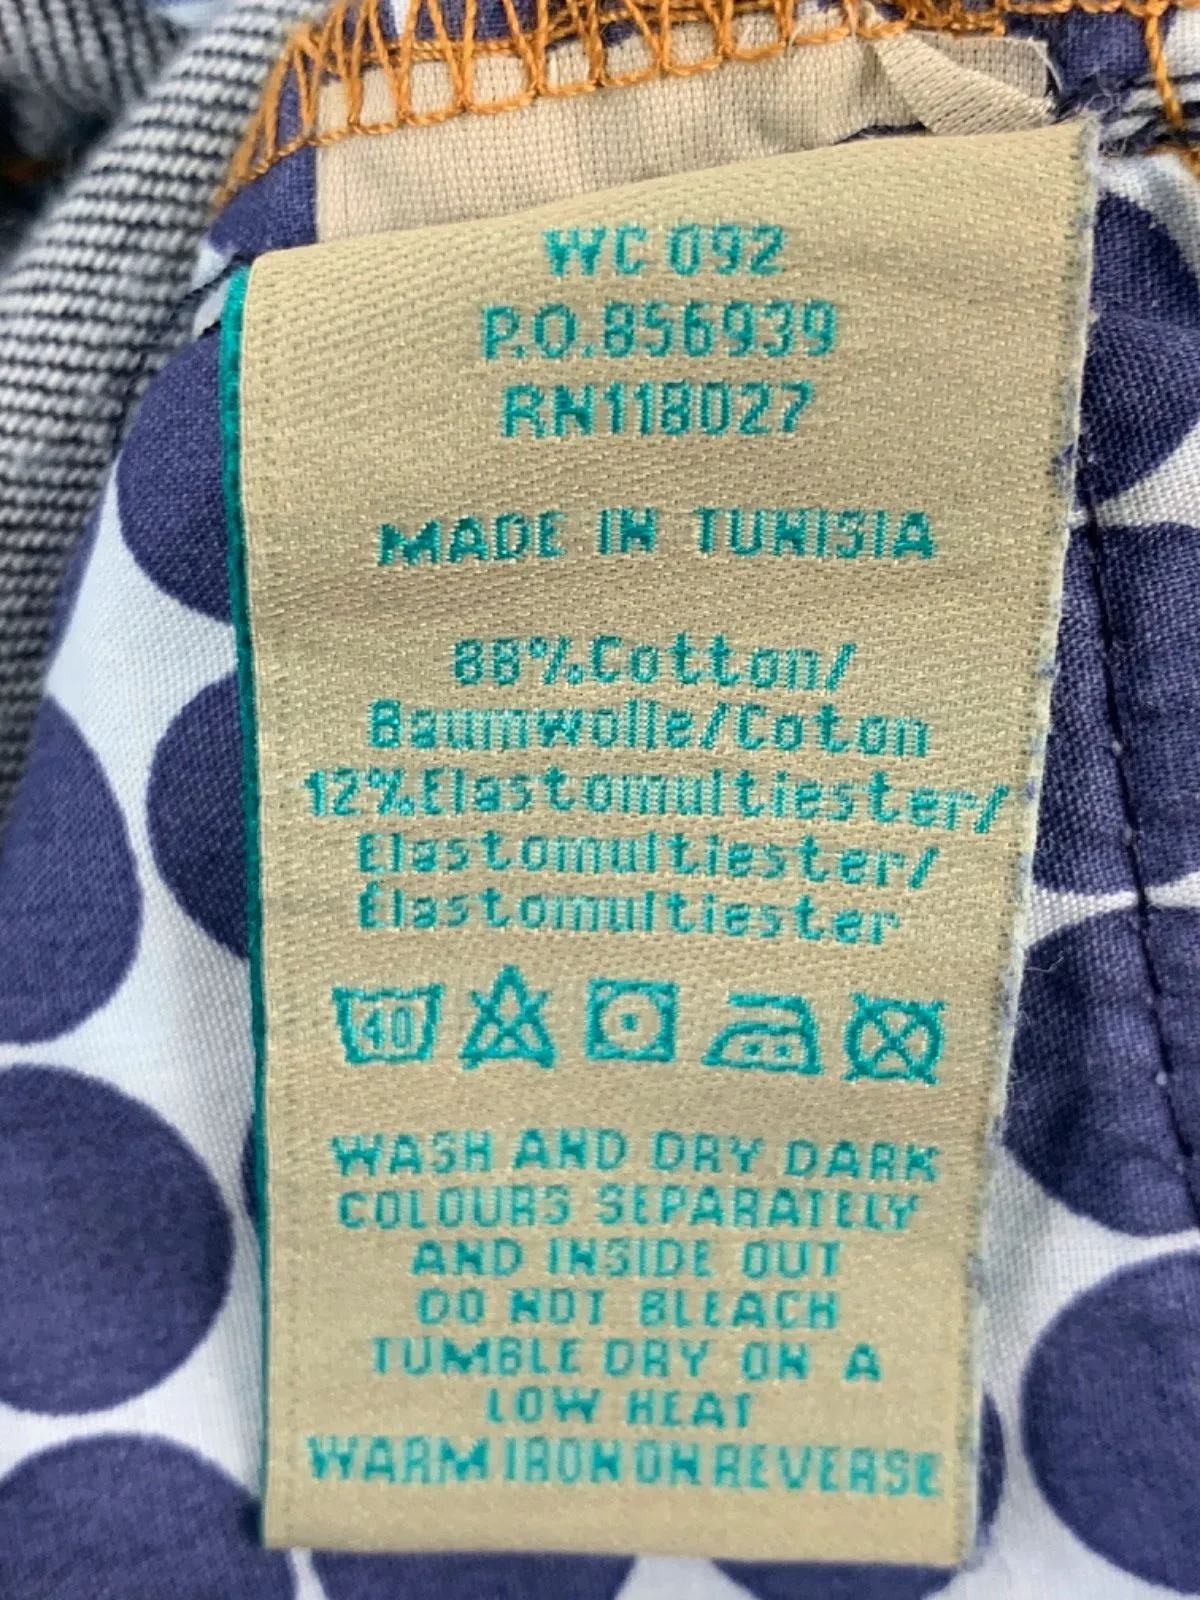 WC 092
P.O.856939
RN118027
MADE IN TUNISIA
88%Cotton/
Baumwolle/Coton
12%Elastomultiester/
Elastomultiester/
Élastomultiester
40
WASH AND DRY DARK
COLOURS SEPARATELY
AND INSIDE OUT
DO NOT BLEACH
TUMBLE DRY ON A
LOW HEAT
WARM IRON ON REVERSE